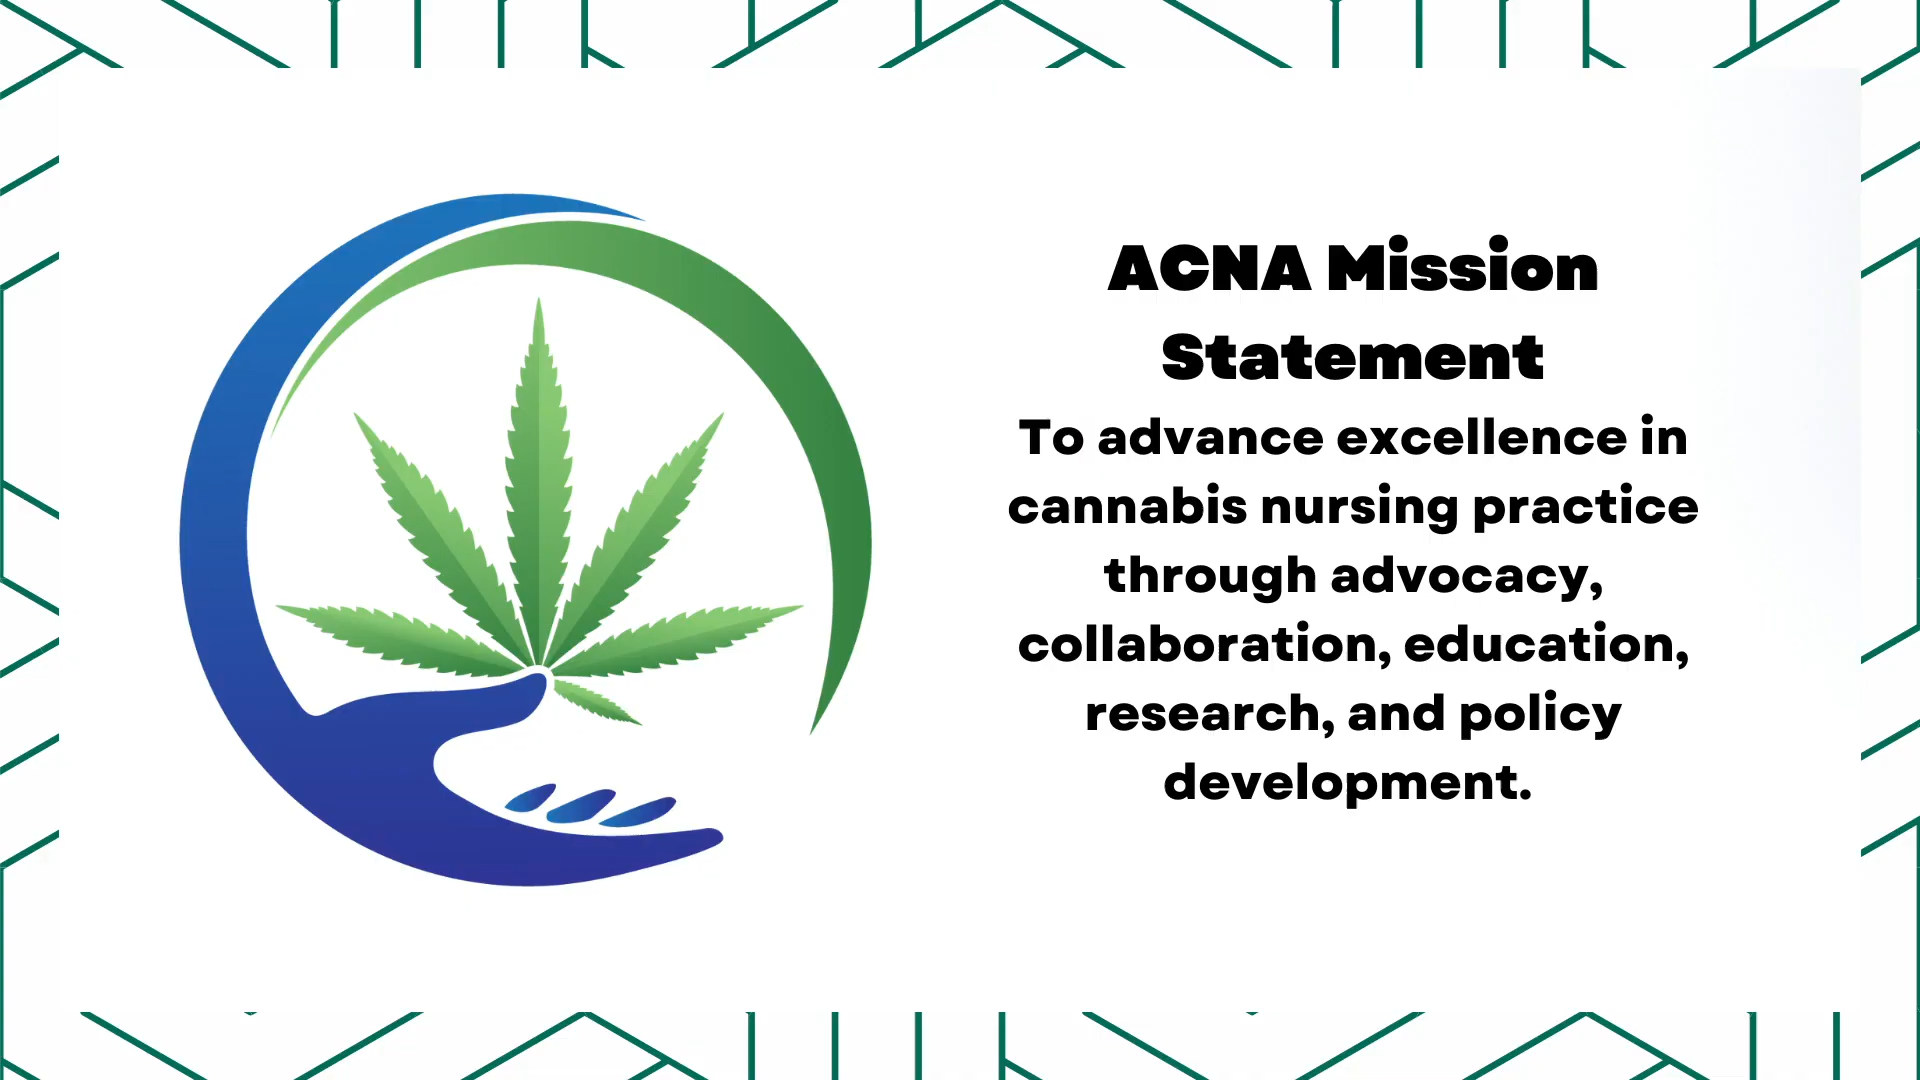 ACNA Mission
Statement
To advance excellence in
cannabis nursing practice
through advocacy,
collaboration, education,
research, and policy
development.